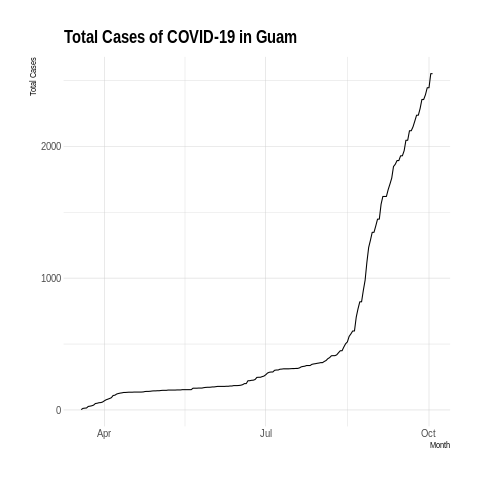 Total Cases of COVID-19 in Guam
Total Cases
2000
1000
0
Apr
Jul
Oct
Month